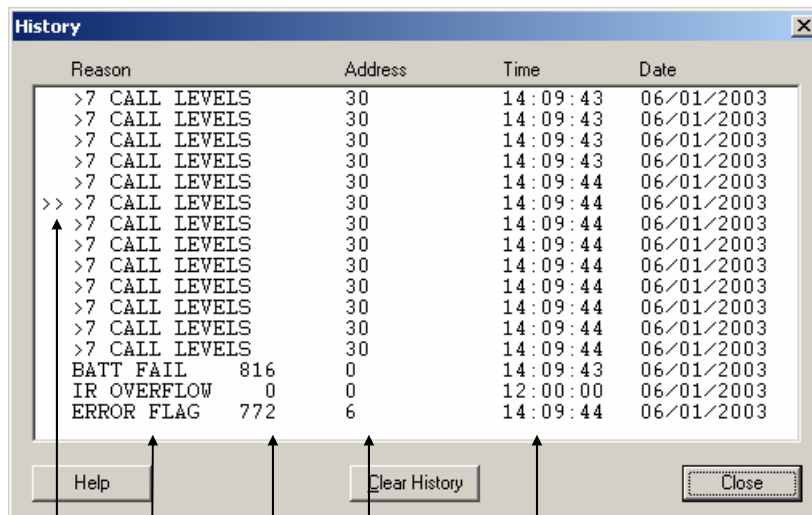 History
Reason Address Time Date
>7 CALL LEVELS 30 14:09:43 06/01/2003
>7 CALL LEVELS 30 14:09:43 06/01/2003
>7 CALL LEVELS 30 14:09:43 06/01/2003
>7 CALL LEVELS 30 14:09:43 06/01/2003
>7 CALL LEVELS 30 14:09:44 06/01/2003
>> >7 CALL LEVELS 30 14:09:44 06/01/2003
>7 CALL LEVELS 30 14:09:44 06/01/2003
>7 CALL LEVELS 30 14:09:44 06/01/2003
>7 CALL LEVELS 30 14:09:44 06/01/2003
>7 CALL LEVELS 30 14:09:44 06/01/2003
>7 CALL LEVELS 30 14:09:44 06/01/2003
>7 CALL LEVELS 30 14:09:44 06/01/2003
>7 CALL LEVELS 30 14:09:44 06/01/2003
BATT FAIL 816 0 14:09:43 06/01/2003
IR OVERFLOW 0 0 12:00:00 06/01/2003
ERROR FLAG 772 6 14:09:44 06/01/2003
Help Clear History Close